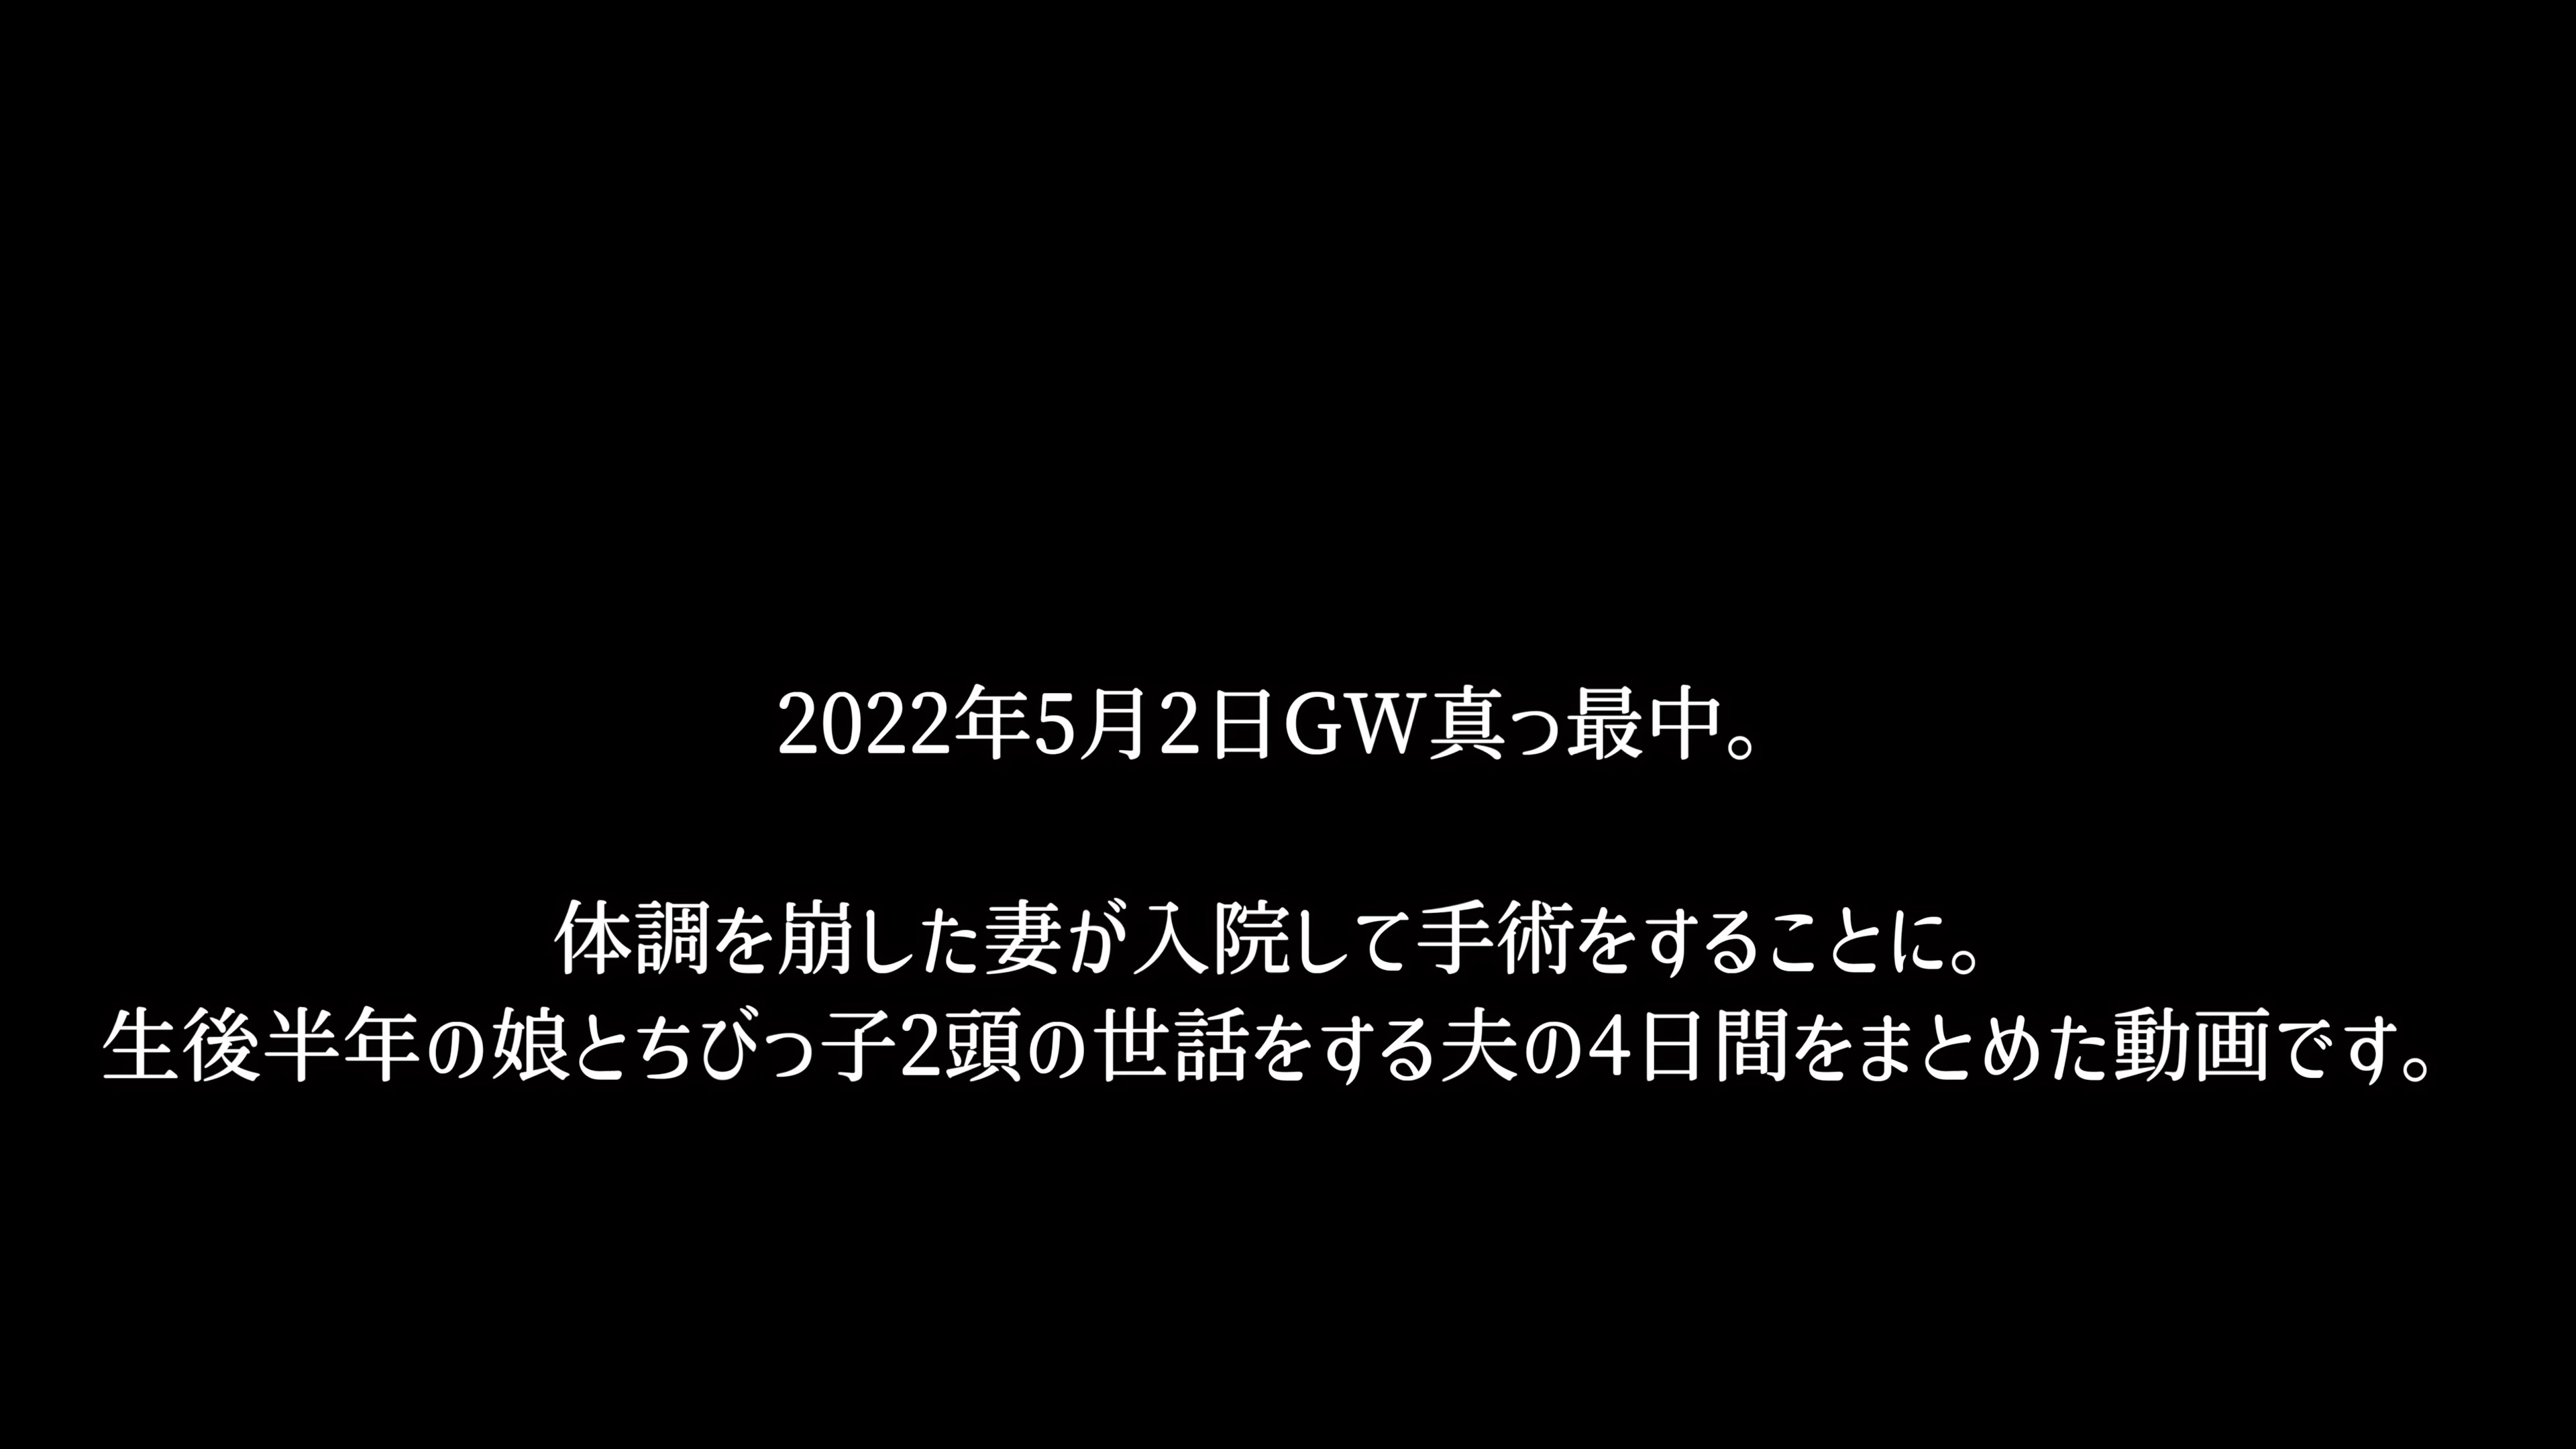 2022年5月2日GW真っ最中。
体調を崩した妻が入院して手術をすることに。
生後半年の娘とちびっ子2頭の世話をする夫の4日間をまとめた動画です。